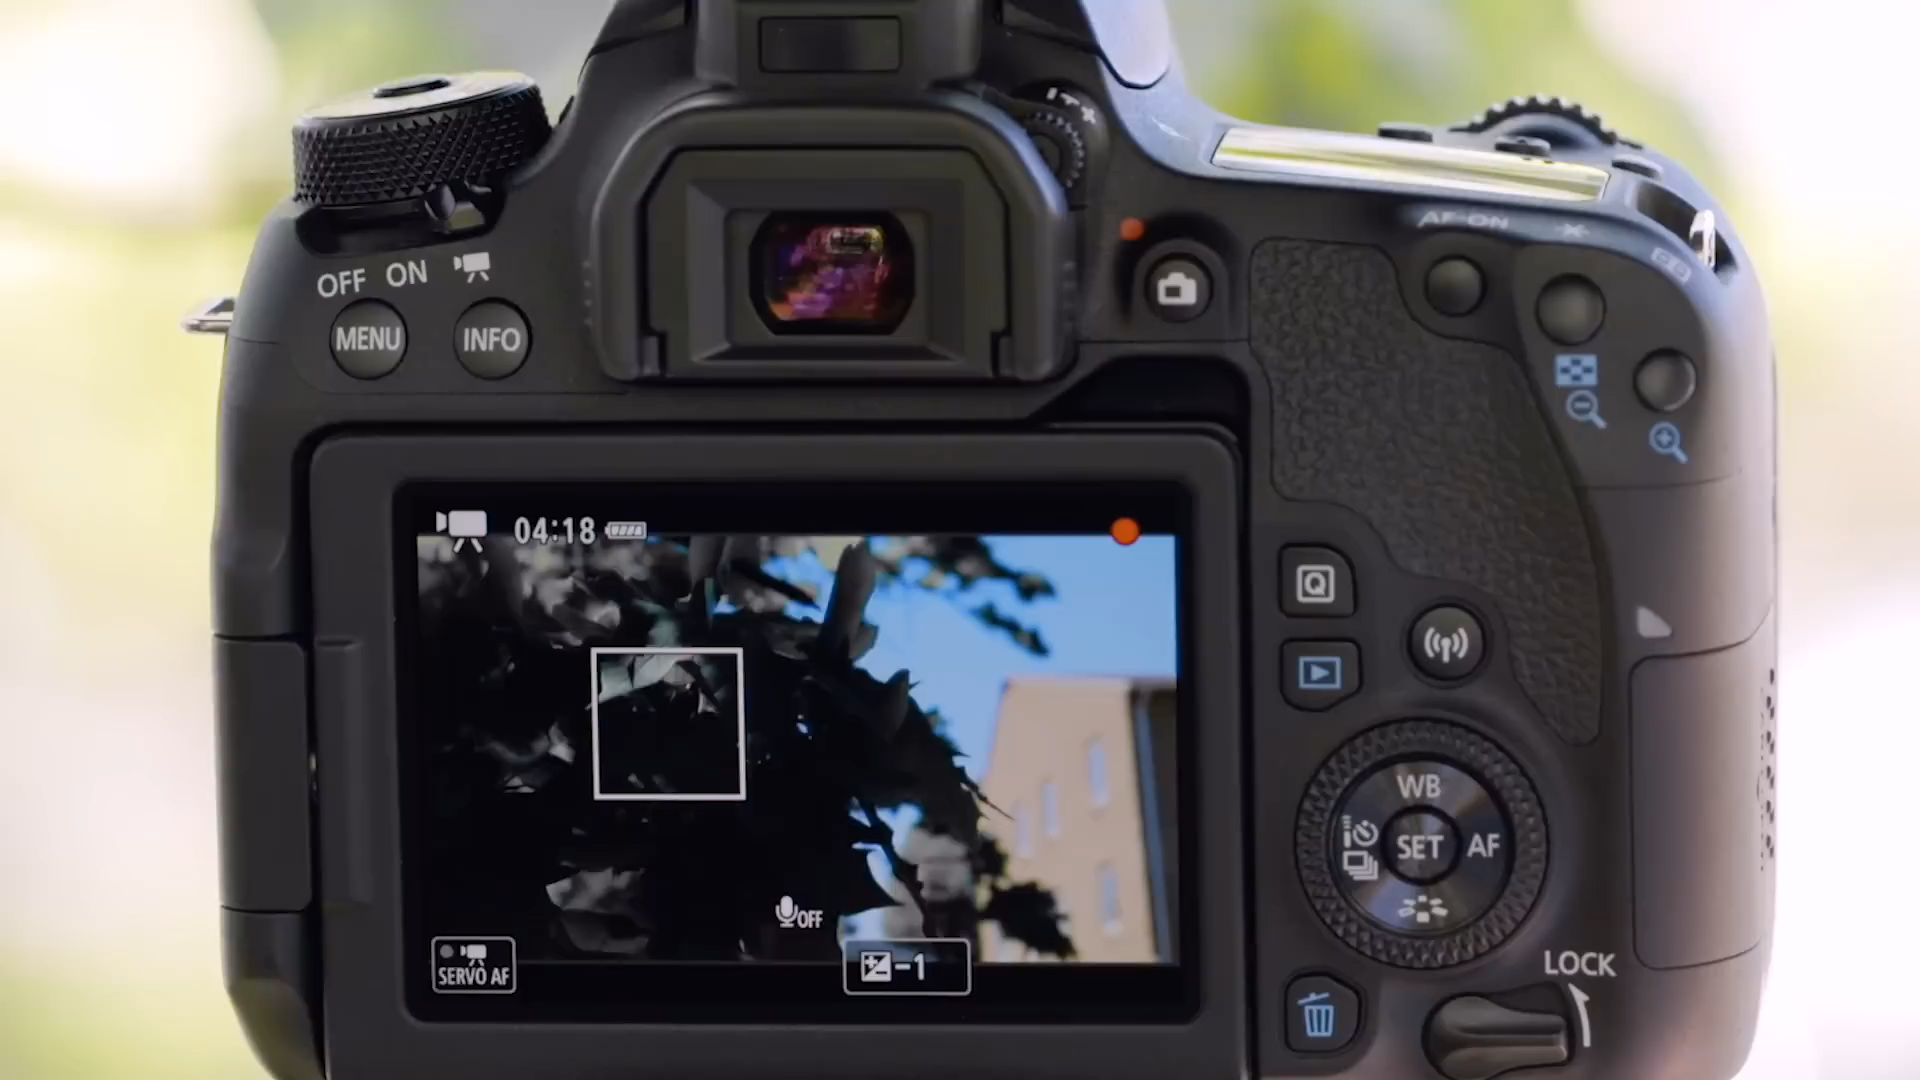 OFF ON
MENU INFO
AF-ON
04:18
Q
WB
SET AF
OFF
SERVO AF
-1
LOCK